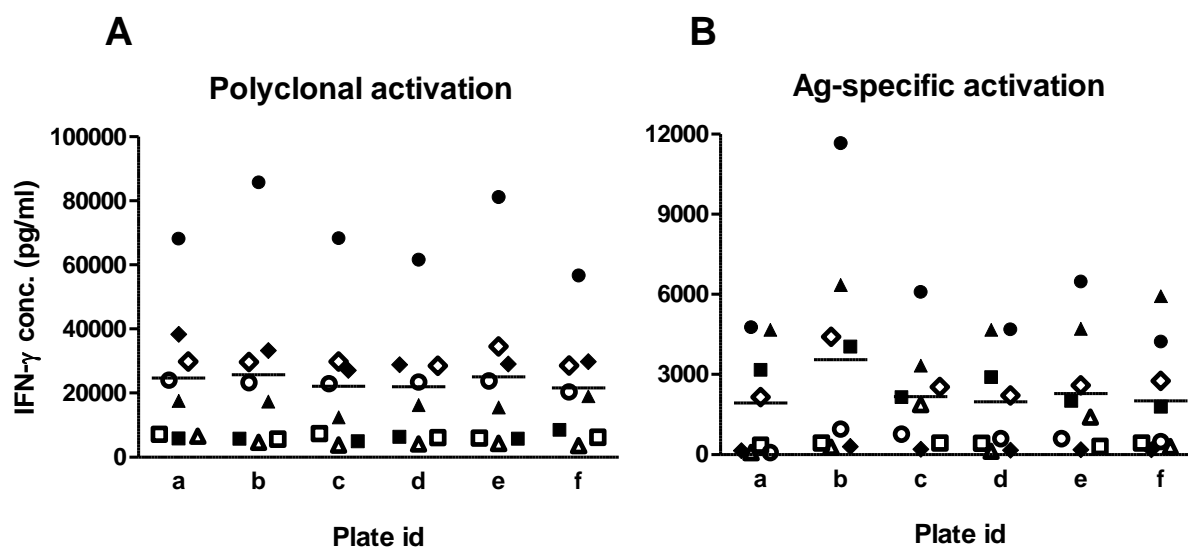 A
Polyclonal activation
IFN-γ conc. (pg/ml)
100000
80000
60000
40000
20000
0
a b c d e f
Plate id
B
Ag-specific activation
12000
9000
6000
3000
0
a b c d e f
Plate id